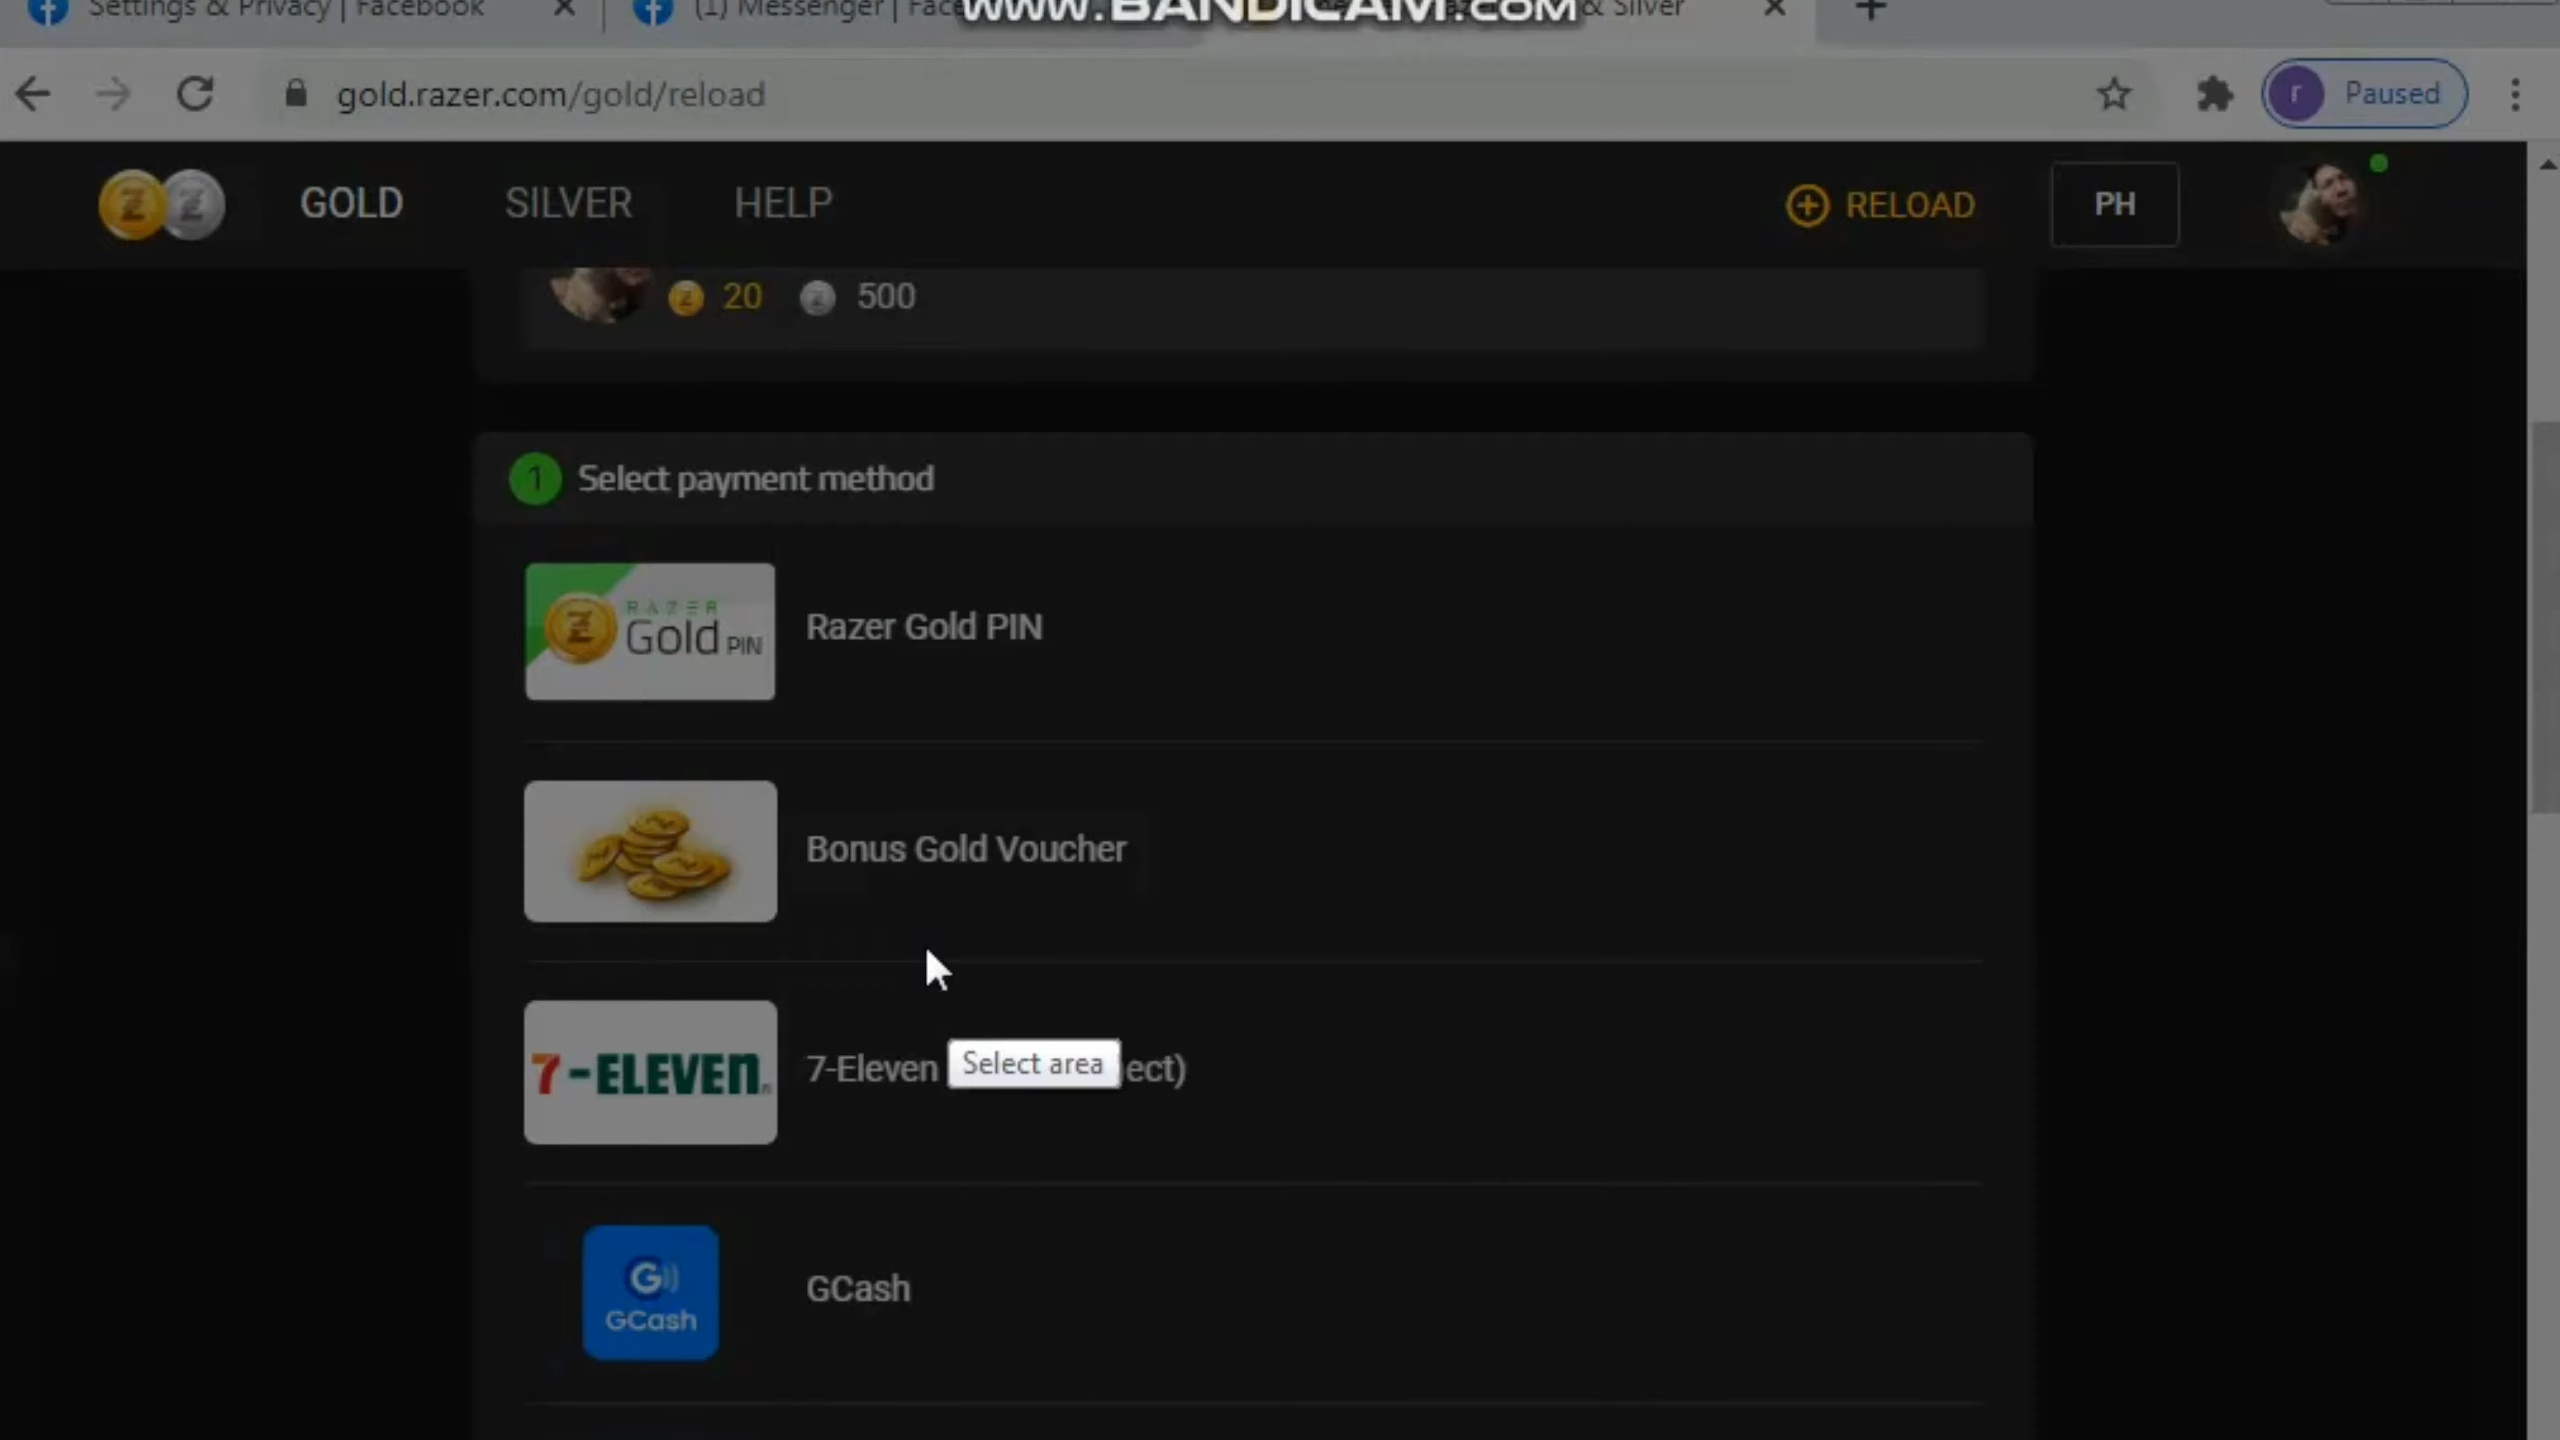 Settings & Privacy | Facebook
(1) Messenger | Fac
www.BANDICAM.com
& Silver
gold.razer.com/gold/reload
r
Paused
GOLD
SILVER
HELP
RELOAD
PH
20
500
1
Select payment method
RAZER
Gold PIN
Razer Gold PIN
Bonus Gold Voucher
7-ELEVEn
7-Eleven
Select area
ect)
G
GCash
GCash